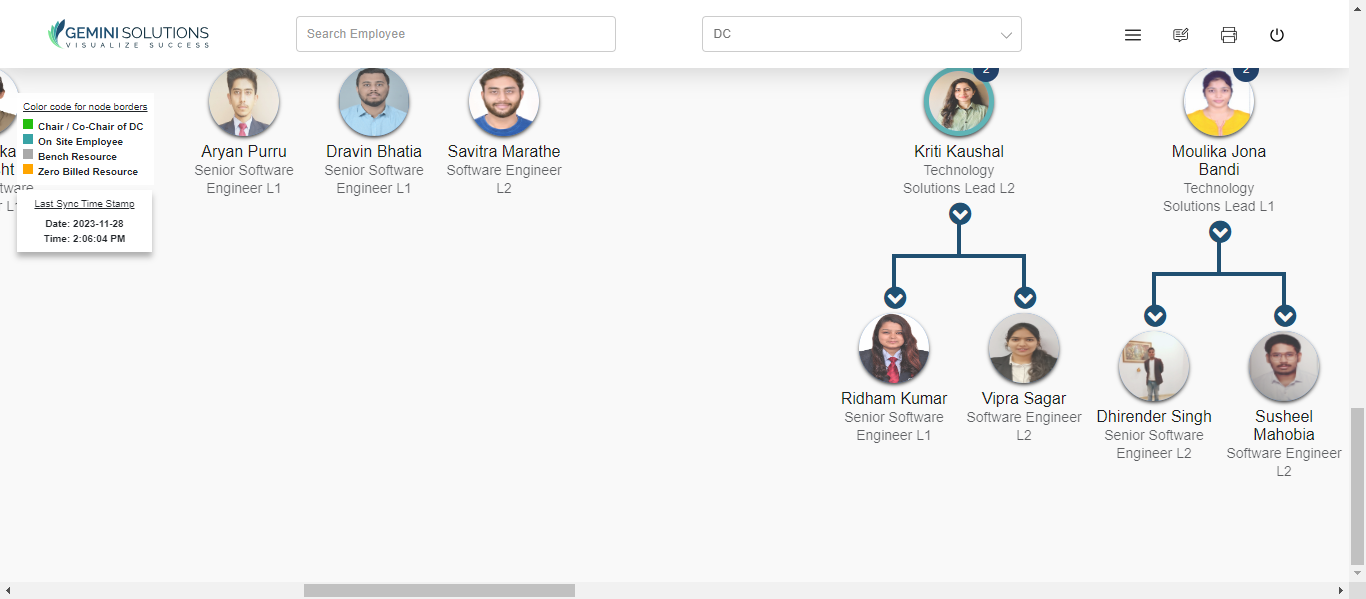 GEMINI SOLUTIONS
VISUALIZE SUCCESS
Search Employee
DC
Color code for node borders
Chair / Co-Chair of DC
On Site Employee
Bench Resource
Zero Billed Resource
Last Sync Time Stamp
Date: 2023-11-28
Time: 2:06:04 PM
ka
ht
tware
L1
Aryan Purru
Senior Software
Engineer L1
Dravin Bhatia
Senior Software
Engineer L1
Savitra Marathe
Software Engineer
L2
2
Kriti Kaushal
Technology
Solutions Lead L2
2
Moulika Jona
Bandi
Technology
Solutions Lead L1
Ridham Kumar
Senior Software
Engineer L1
Vipra Sagar
Software Engineer
L2
Dhirender Singh
Senior Software
Engineer L2
Susheel
Mahobia
Software Engineer
L2